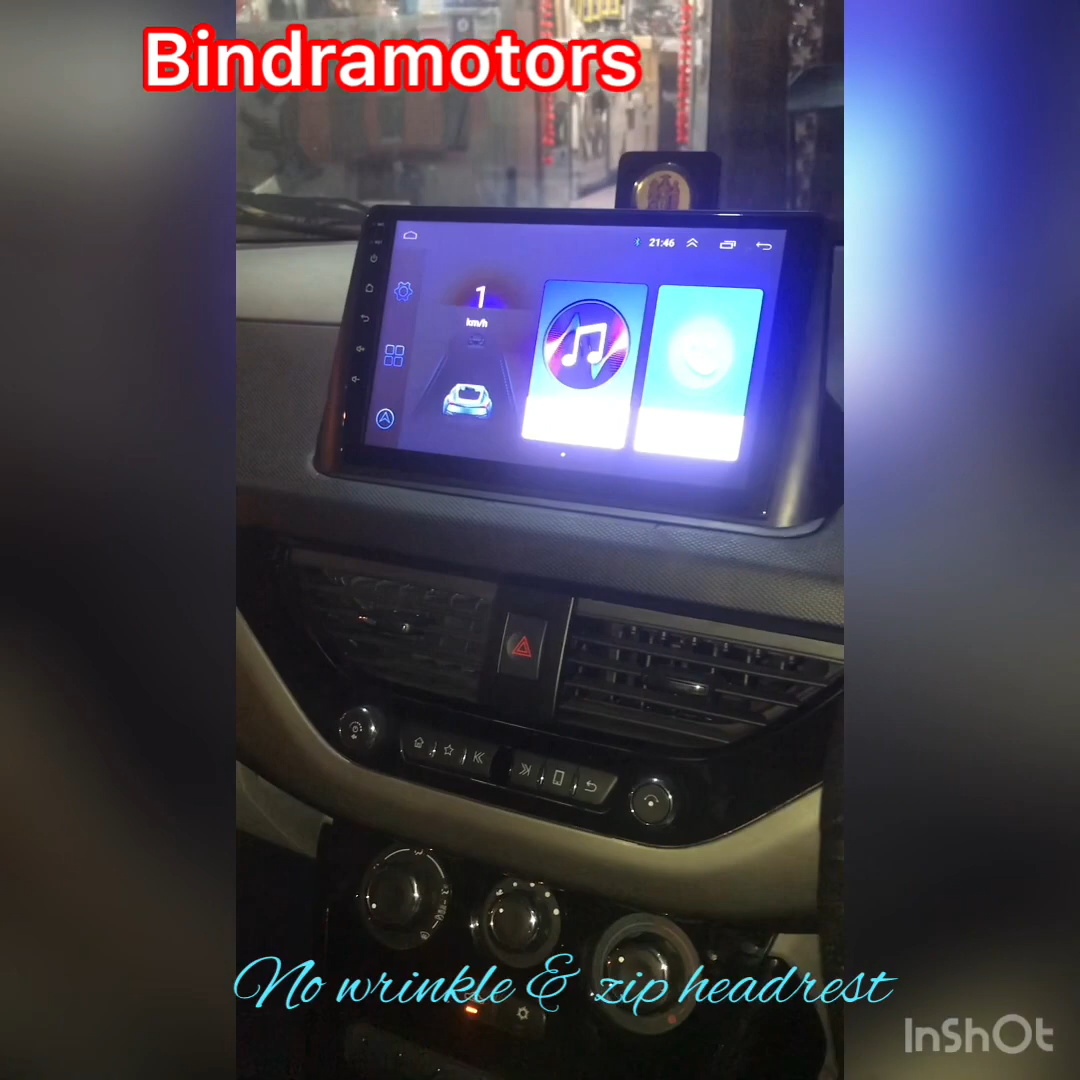 Bindramotors
21:46
1
km/h
No wrinkle & zip headrest
InShOt